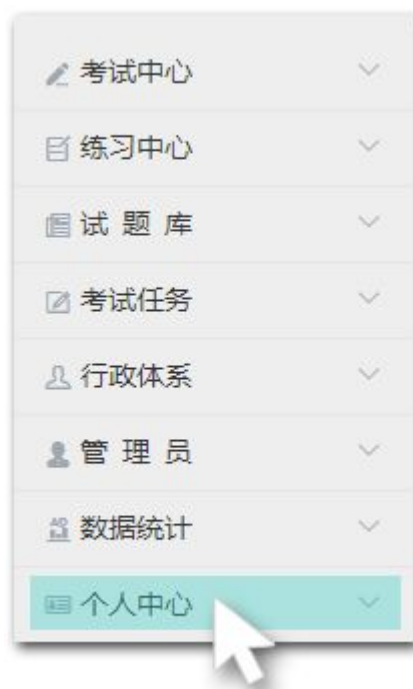 考试中心
练习中心
试 题 库
考试任务
行政体系
管 理 员
数据统计
个人中心